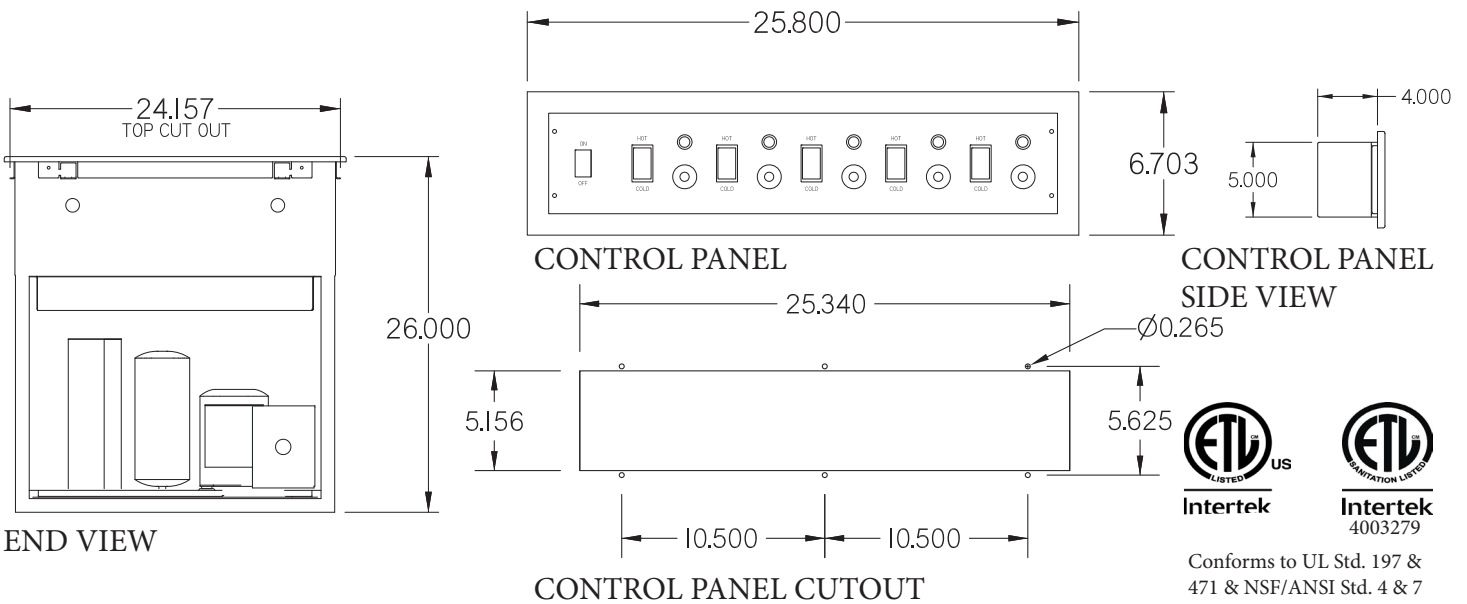 24.157
TOP CUT OUT
26.000
END VIEW
25.800
ON
OFF
HOT
COLD
HOT
COLD
HOT
COLD
HOT
COLD
HOT
COLD
6.703
CONTROL PANEL
4.000
5.000
CONTROL PANEL
SIDE VIEW
25.340
Ø0.265
5.156
5.625
10.500
10.500
CONTROL PANEL CUTOUT
ETL
CM
LISTED
US
Intertek
ETL
CM
SANITATION LISTED
Intertek
4003279
Conforms to UL Std. 197 &
471 & NSF/ANSI Std. 4 & 7